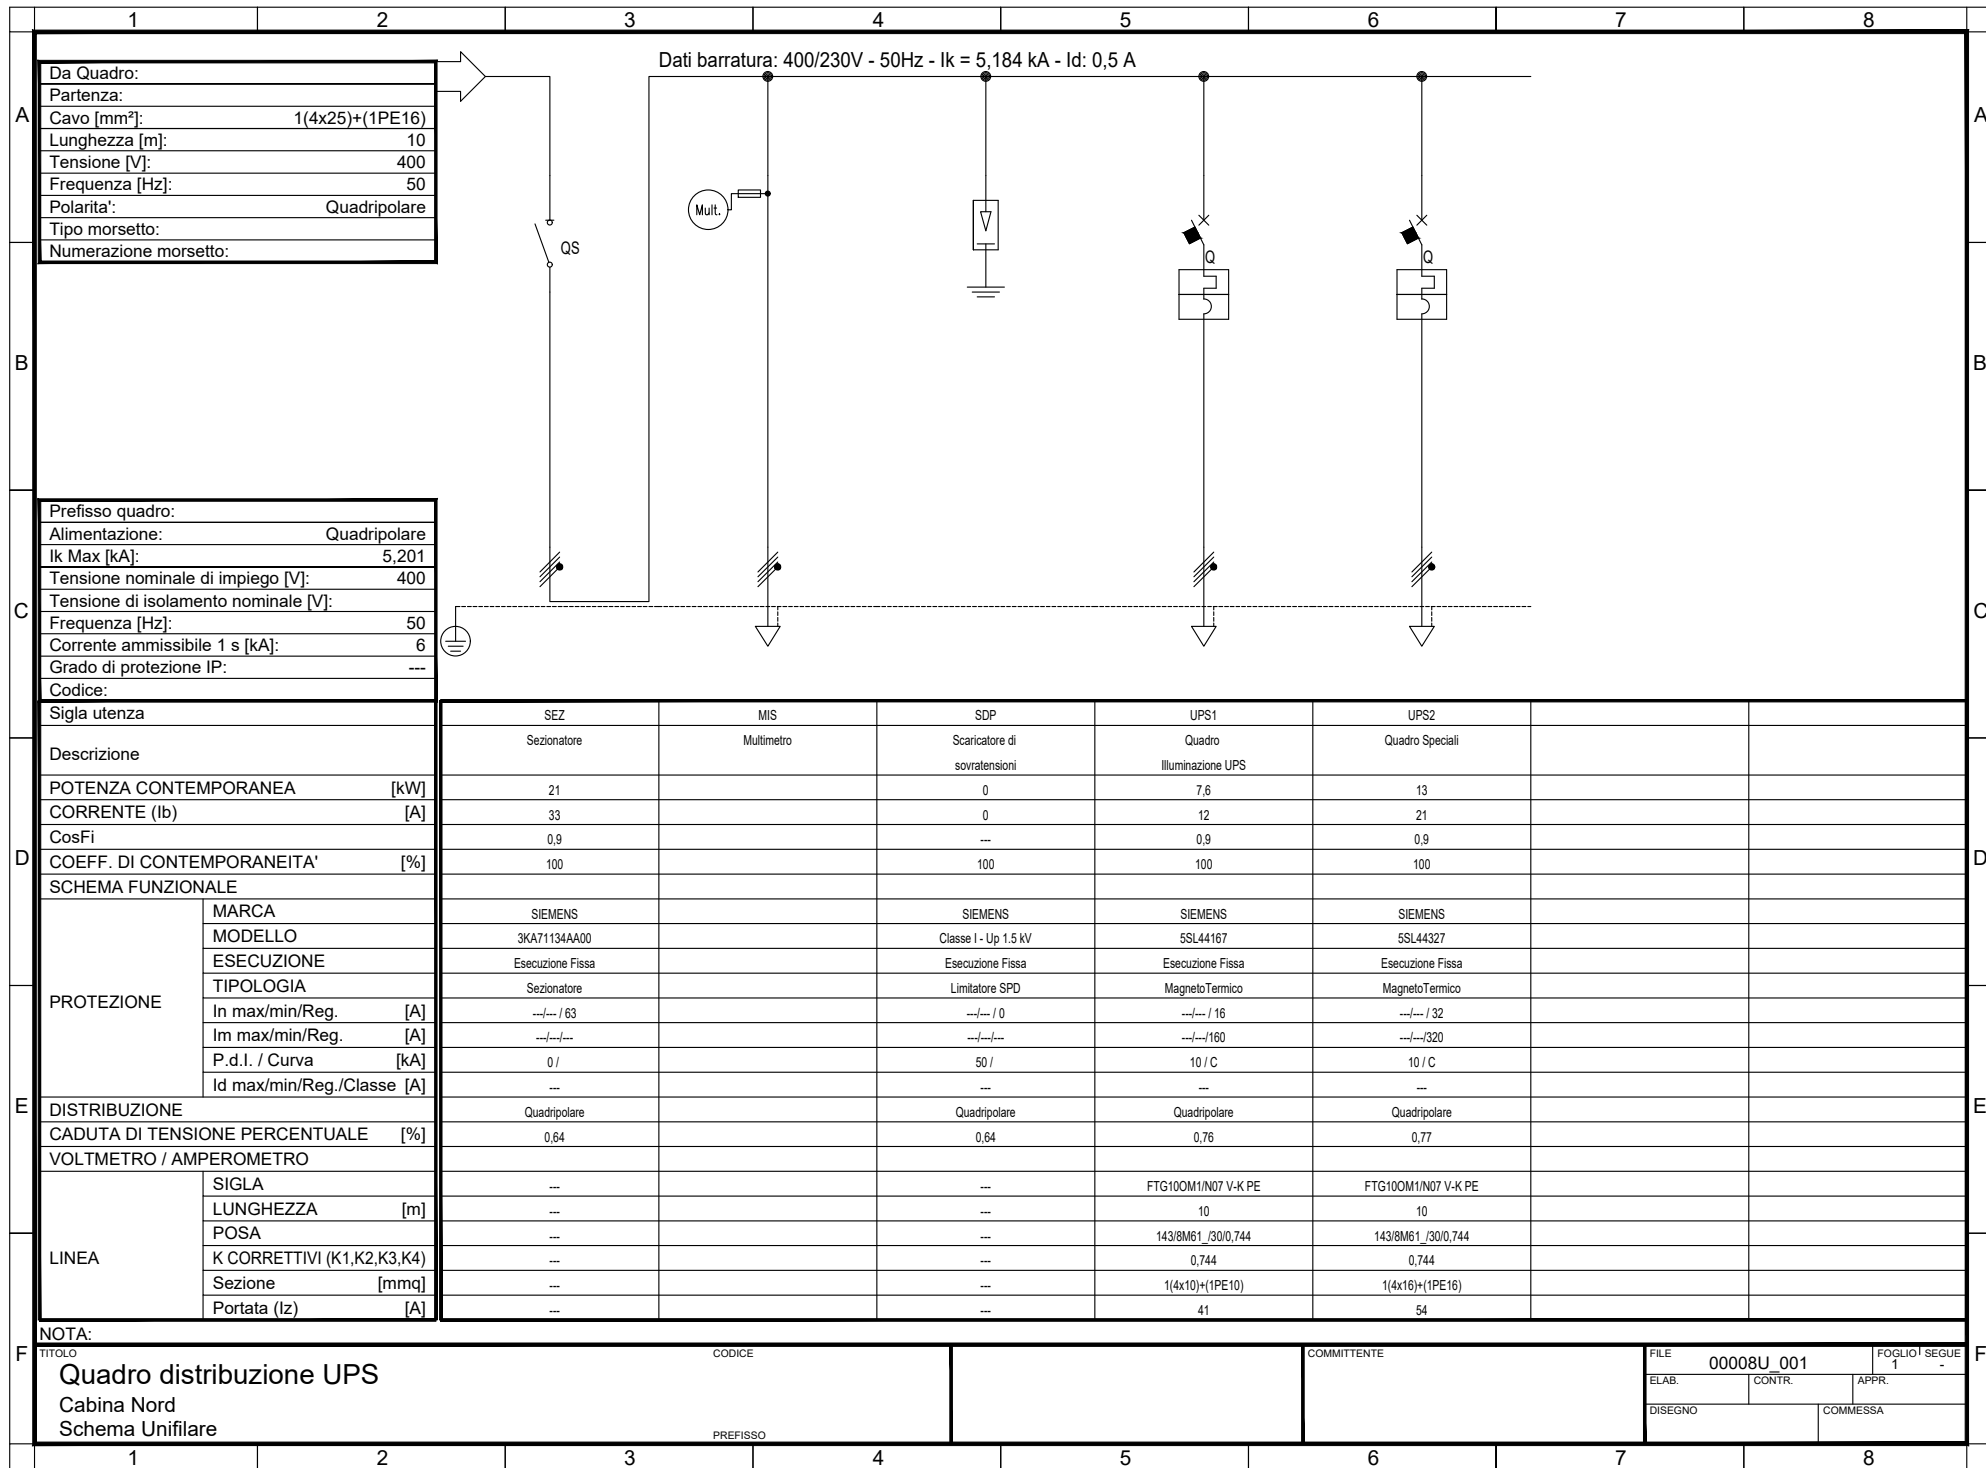 1 2 3 4 5 6 7 8
Dati barratura: 400/230V - 50Hz - Ik = 5,184 kA - Id: 0,5 A
Da Quadro:
Partenza:
A A
Cavo [mm²]: 1(4x25)+(1PE16)
Lunghezza [m]: 10
Tensione [V]: 400
Frequenza [Hz]: 50
Polarita': Quadripolare
Tipo morsetto:
Numerazione morsetto:
Mult.
QS
Q
Q
B B
Prefisso quadro:
Alimentazione: Quadripolare
Ik Max [kA]: 5,201
Tensione nominale di impiego [V]: 400
Tensione di isolamento nominale [V]:
C C
Frequenza [Hz]: 50
Corrente ammissibile 1 s [kA]: 6
Grado di protezione IP: ---
Codice:
Sigla utenza SEZ MIS SDP UPS1 UPS2
Descrizione Sezionatore Multimetro Scaricatore di Quadro Quadro Speciali
sovratensioni Illuminazione UPS
POTENZA CONTEMPORANEA [kW] 21 0 7,6 13
CORRENTE (Ib) [A] 33 0 12 21
CosFi 0,9 --- 0,9 0,9
D D
COEFF. DI CONTEMPORANEITA' [%] 100 100 100 100
SCHEMA FUNZIONALE
PROTEZIONE
MARCA SIEMENS SIEMENS SIEMENS SIEMENS
MODELLO 3KA71134AA00 Classe I - Up 1.5 kV 5SL44167 5SL44327
ESECUZIONE Esecuzione Fissa Esecuzione Fissa Esecuzione Fissa Esecuzione Fissa
TIPOLOGIA Sezionatore Limitatore SPD MagnetoTermico MagnetoTermico
In max/min/Reg. [A] ---/--- / 63 ---/--- / 0 ---/--- / 16 ---/--- / 32
Im max/min/Reg. [A] ---/---/--- ---/---/--- ---/---/160 ---/---/320
P.d.I. / Curva [kA] 0 / 50 / 10 / C 10 / C
Id max/min/Reg./Classe [A] --- --- --- ---
E E
DISTRIBUZIONE Quadripolare Quadripolare Quadripolare Quadripolare
CADUTA DI TENSIONE PERCENTUALE [%] 0,64 0,64 0,76 0,77
VOLTMETRO / AMPEROMETRO
LINEA
SIGLA --- --- FTG10OM1/N07 V-K PE FTG10OM1/N07 V-K PE
LUNGHEZZA [m] --- --- 10 10
POSA --- --- 143/8M61_/30/0,744 143/8M61_/30/0,744
K CORRETTIVI (K1,K2,K3,K4) --- --- 0,744 0,744
Sezione [mmq] --- --- 1(4x10)+(1PE10) 1(4x16)+(1PE16)
Portata (Iz) [A] --- --- 41 54
NOTA:
F F
TITOLO CODICE COMMITTENTE FILE 00008U_001 FOGLIO 1 SEGUE -
Quadro distribuzione UPS
ELAB. CONTR. APPR.
Cabina Nord
DISEGNO COMMESSA
Schema Unifilare
PREFISSO
1 2 3 4 5 6 7 8